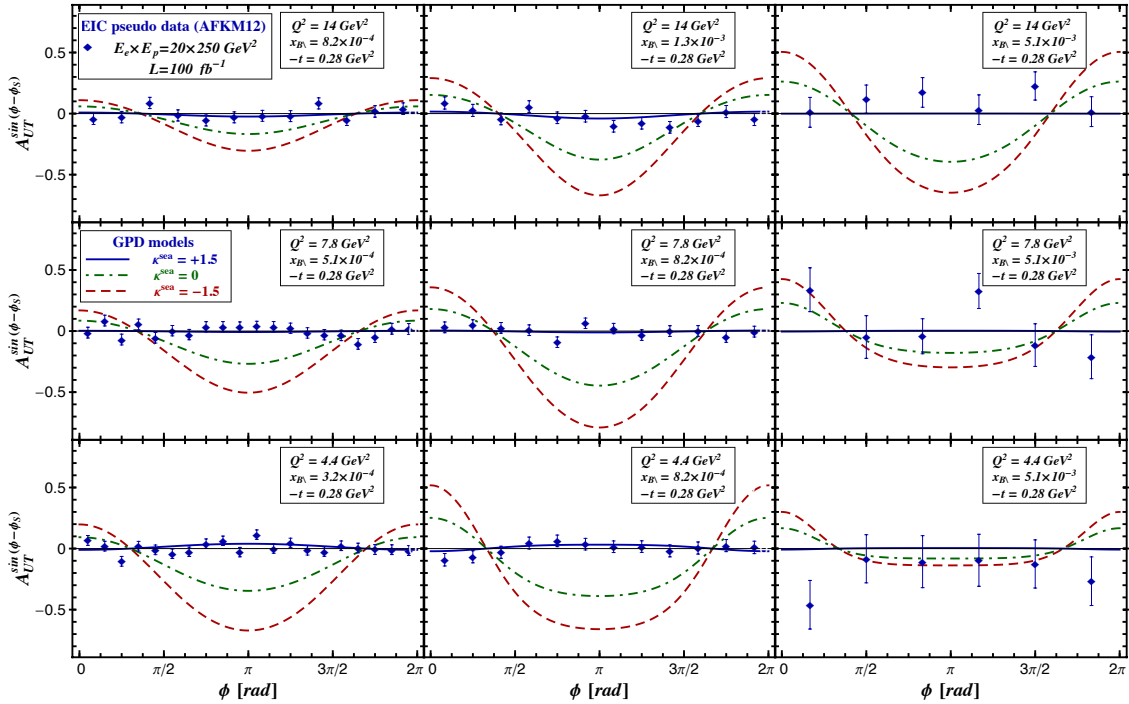 EIC pseudo data (AFKM12)
E_e×E_p=20×250 GeV²
L=100 fb⁻¹
Q² = 14 GeV²
x_B\ = 8.2×10⁻⁴
−t = 0.28 GeV²
Q² = 14 GeV²
x_B\ = 1.3×10⁻³
−t = 0.28 GeV²
Q² = 14 GeV²
x_B\ = 5.1×10⁻³
−t = 0.28 GeV²
0.5
0
−0.5
A_UT^sin(ϕ−ϕ_S)
GPD models
κ^sea = +1.5
κ^sea = 0
κ^sea = −1.5
Q² = 7.8 GeV²
x_B\ = 5.1×10⁻⁴
−t = 0.28 GeV²
Q² = 7.8 GeV²
x_B\ = 8.2×10⁻⁴
−t = 0.28 GeV²
Q² = 7.8 GeV²
x_B\ = 5.1×10⁻³
−t = 0.28 GeV²
0.5
0
−0.5
A_UT^sin(ϕ−ϕ_S)
Q² = 4.4 GeV²
x_B\ = 3.2×10⁻⁴
−t = 0.28 GeV²
Q² = 4.4 GeV²
x_B\ = 8.2×10⁻⁴
−t = 0.28 GeV²
Q² = 4.4 GeV²
x_B\ = 5.1×10⁻³
−t = 0.28 GeV²
0.5
0
−0.5
A_UT^sin(ϕ−ϕ_S)
0 π/2 π 3π/2 2π
0 π/2 π 3π/2 2π
0 π/2 π 3π/2 2π
ϕ [rad]
ϕ [rad]
ϕ [rad]